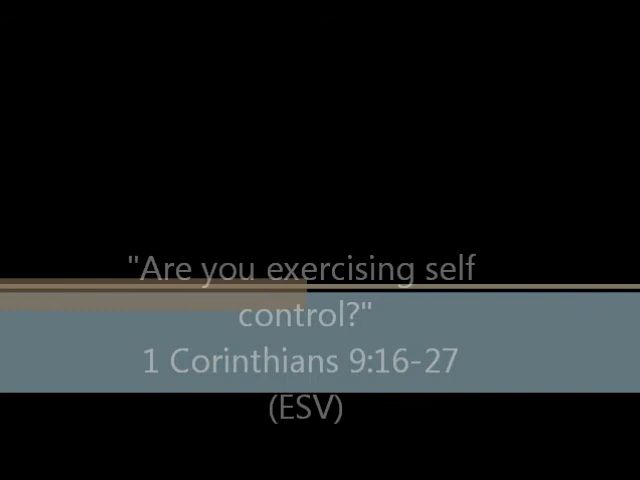 "Are you exercising self
control?"
1 Corinthians 9:16-27
(ESV)